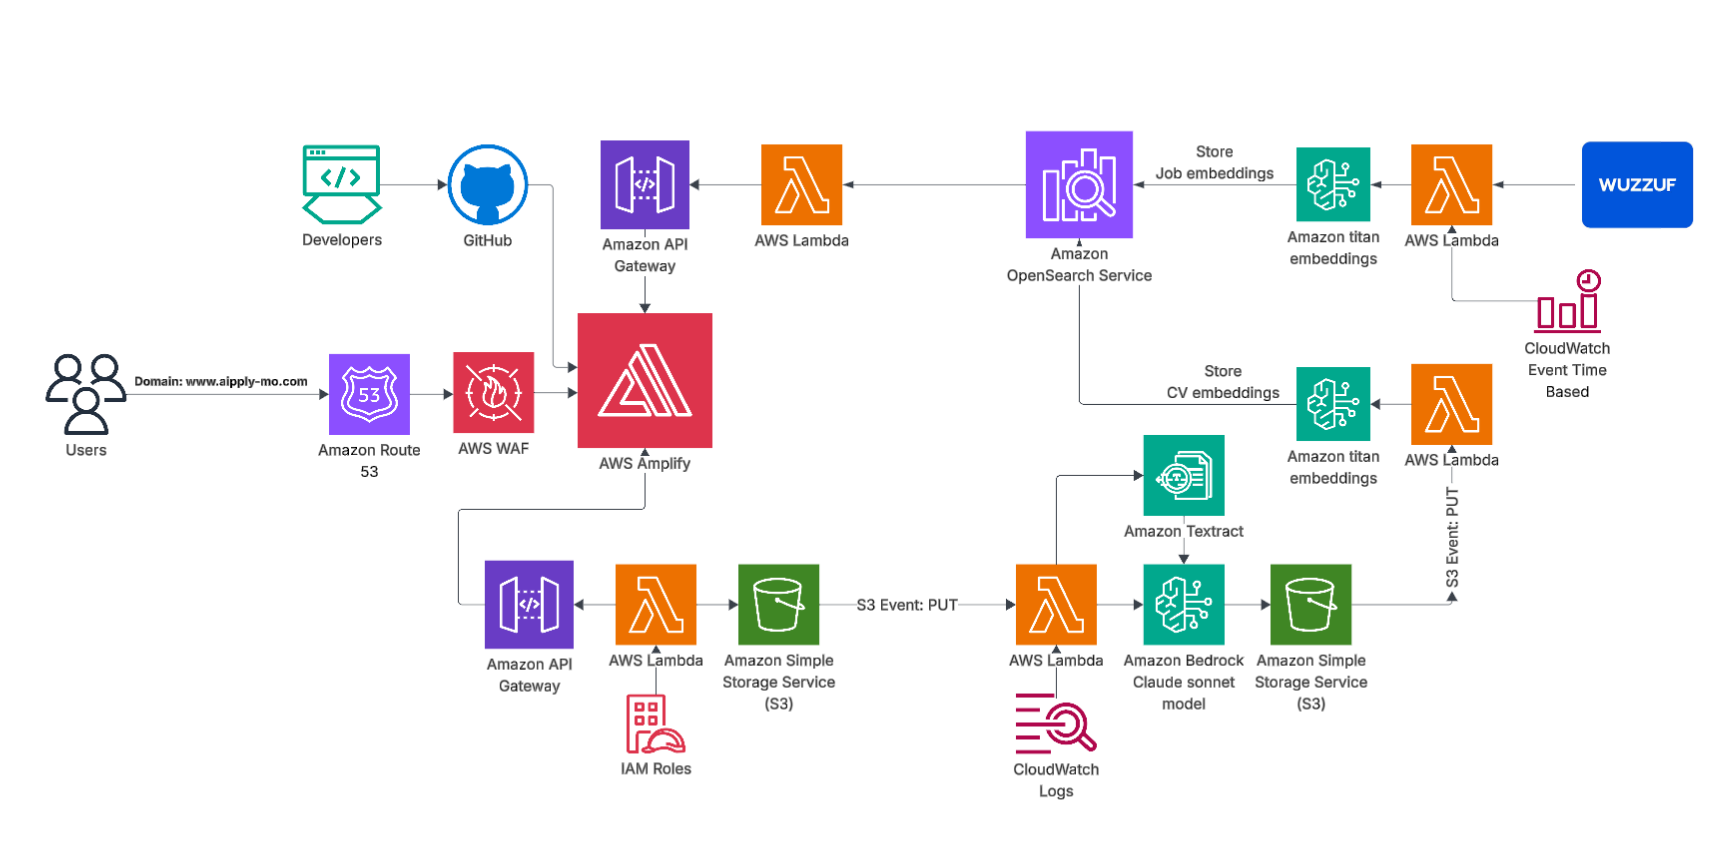 Developers
GitHub
</>
Amazon API
Gateway
AWS Lambda
Amazon
OpenSearch Service
Store
Job embeddings
Amazon titan
embeddings
AWS Lambda
WUZZUF
CloudWatch
Event Time
Based
Users
Domain: www.aipply-mo.com
53
Amazon Route
53
AWS WAF
AWS Amplify
Store
CV embeddings
Amazon titan
embeddings
AWS Lambda
S3 Event: PUT
Amazon Textract
</>
Amazon API
Gateway
AWS Lambda
IAM Roles
Amazon Simple
Storage Service
(S3)
S3 Event: PUT
AWS Lambda
CloudWatch
Logs
Amazon Bedrock
Claude sonnet
model
Amazon Simple
Storage Service
(S3)